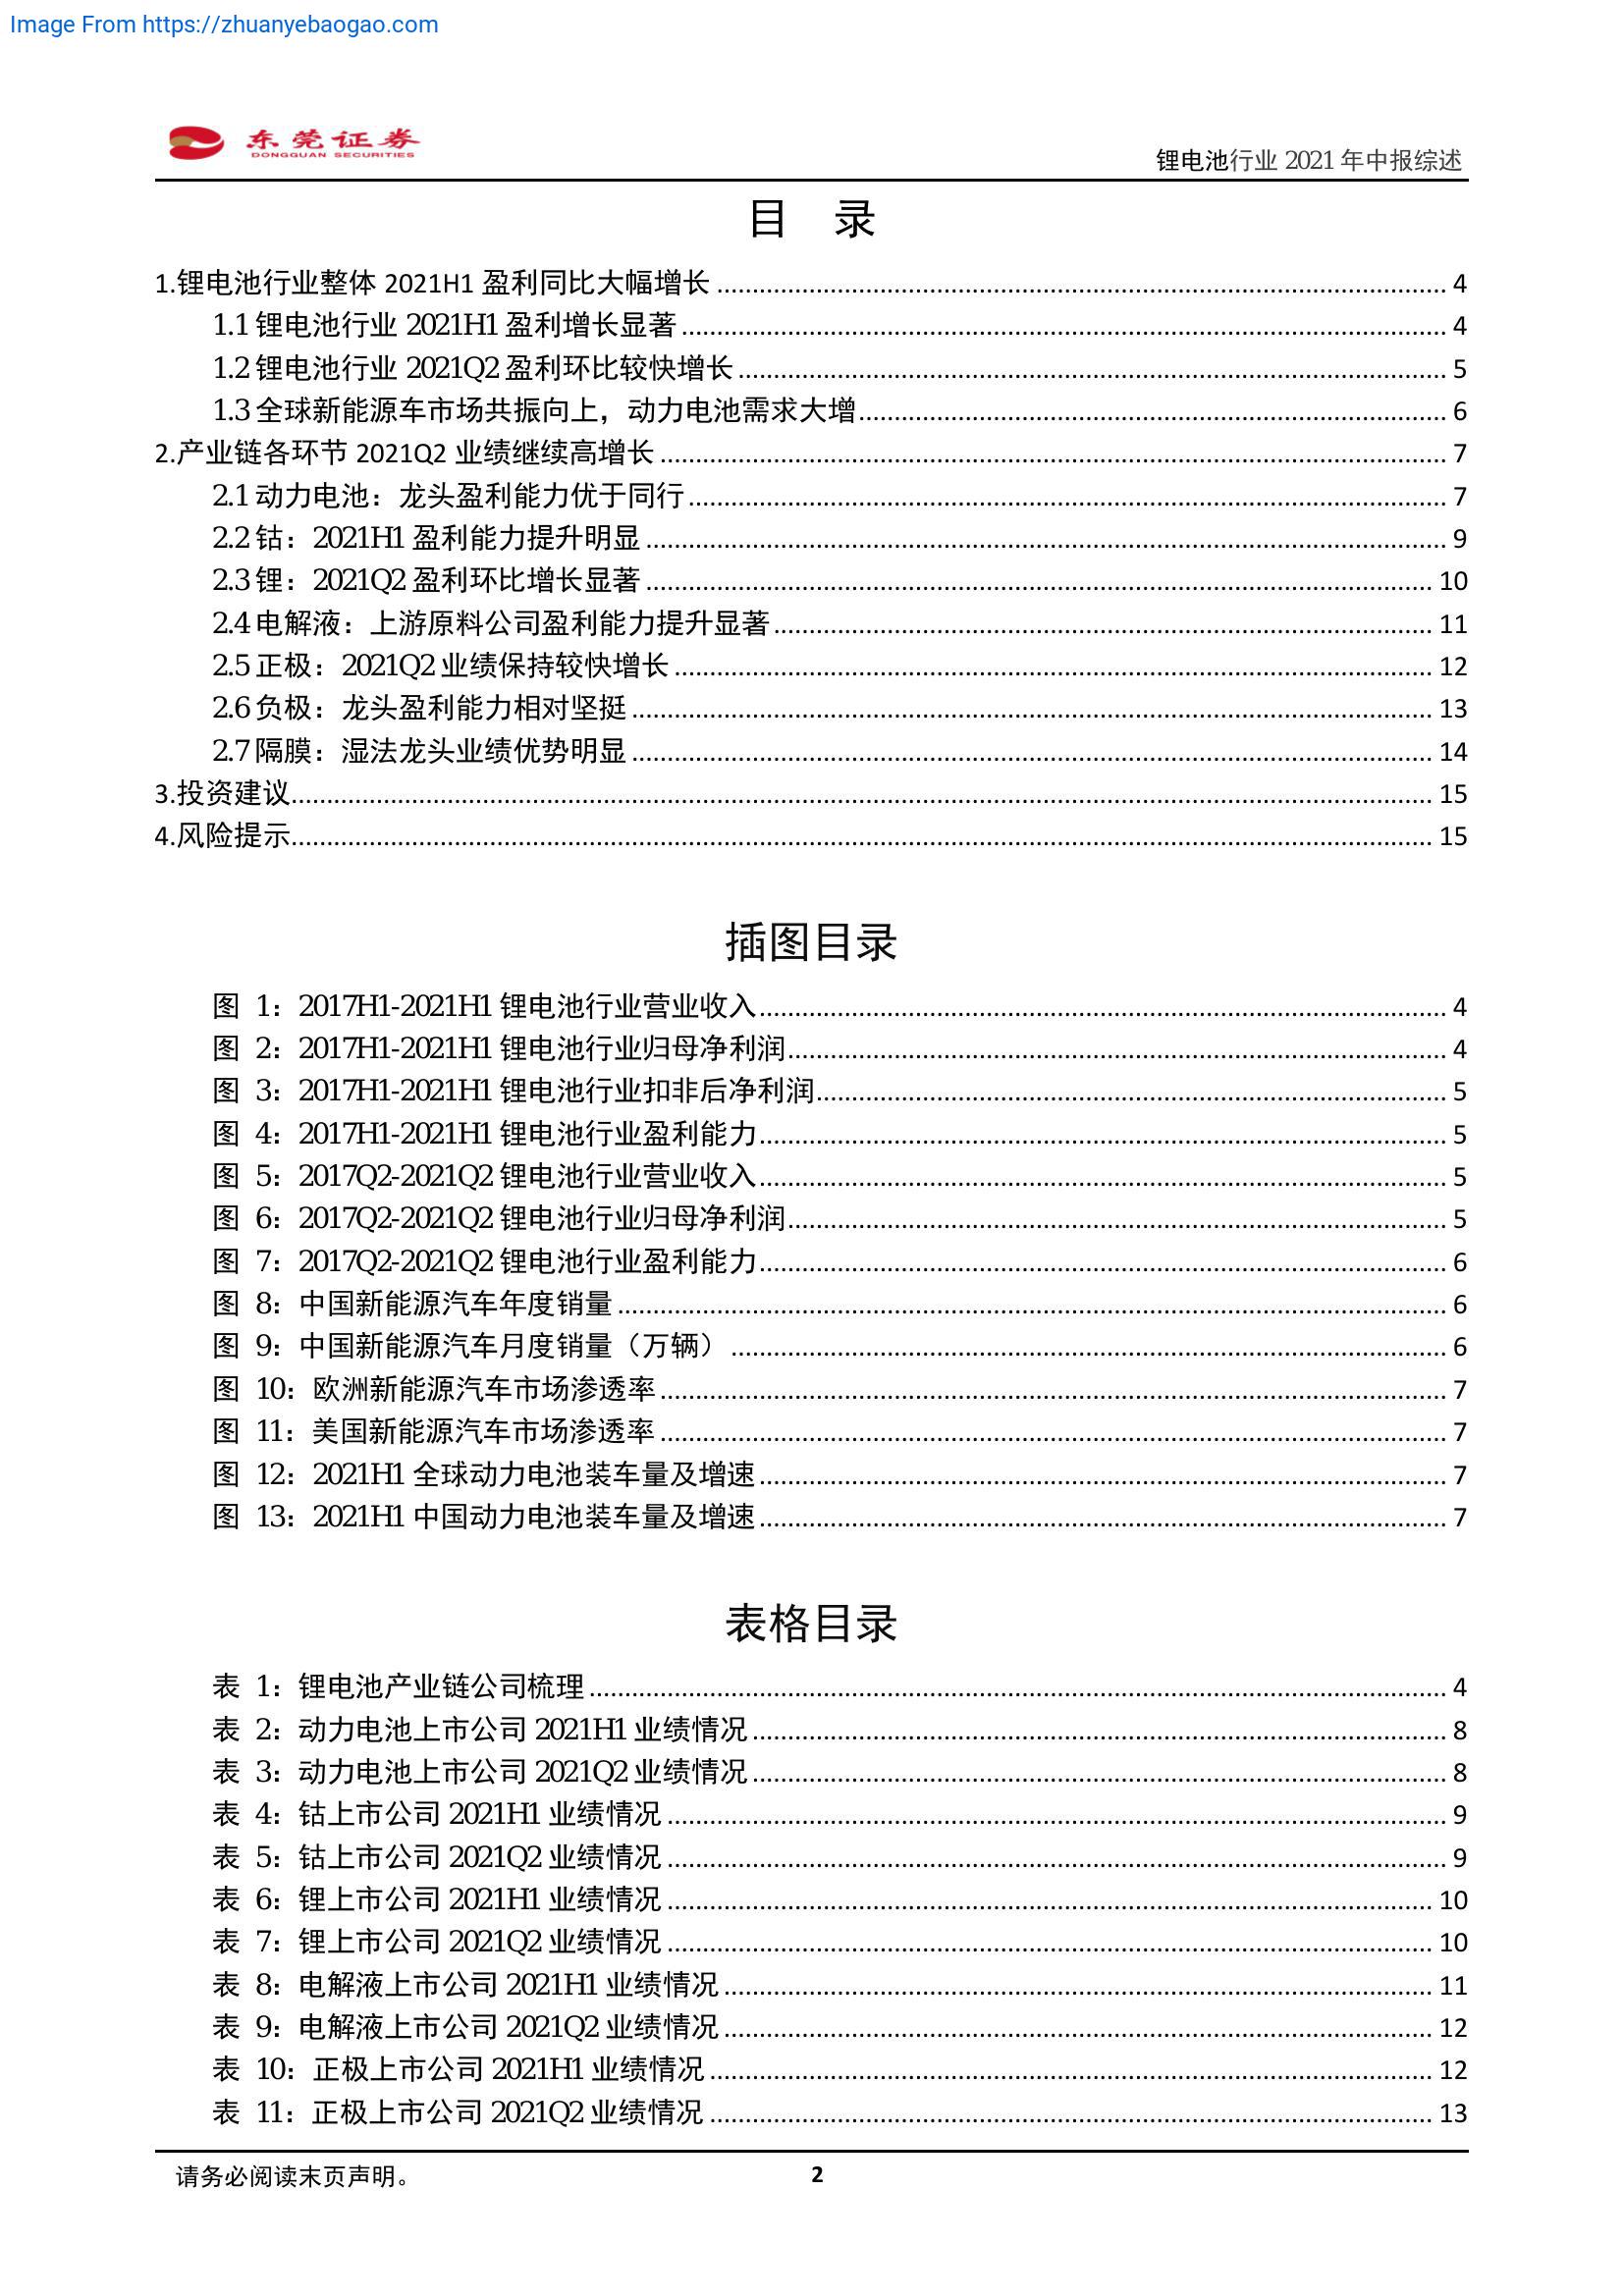 Image From https://zhuanyebaogao.com
东莞证券
DONGGUAN SECURITIES
锂电池行业 2021 年中报综述
目 录
1.锂电池行业整体 2021H1 盈利同比大幅增长 ... 4
1.1 锂电池行业 2021H1 盈利增长显著 ... 4
1.2 锂电池行业 2021Q2 盈利环比较快增长 ... 5
1.3 全球新能源车市场共振向上，动力电池需求大增 ... 6
2.产业链各环节 2021Q2 业绩继续高增长 ... 7
2.1 动力电池：龙头盈利能力优于同行 ... 7
2.2 钴：2021H1 盈利能力提升明显 ... 9
2.3 锂：2021Q2 盈利环比增长显著 ... 10
2.4 电解液：上游原料公司盈利能力提升显著 ... 11
2.5 正极：2021Q2 业绩保持较快增长 ... 12
2.6 负极：龙头盈利能力相对坚挺 ... 13
2.7 隔膜：湿法龙头业绩优势明显 ... 14
3.投资建议 ... 15
4.风险提示 ... 15
插图目录
图 1：2017H1-2021H1 锂电池行业营业收入 ... 4
图 2：2017H1-2021H1 锂电池行业归母净利润 ... 4
图 3：2017H1-2021H1 锂电池行业扣非后净利润 ... 5
图 4：2017H1-2021H1 锂电池行业盈利能力 ... 5
图 5：2017Q2-2021Q2 锂电池行业营业收入 ... 5
图 6：2017Q2-2021Q2 锂电池行业归母净利润 ... 5
图 7：2017Q2-2021Q2 锂电池行业盈利能力 ... 6
图 8：中国新能源汽车年度销量 ... 6
图 9：中国新能源汽车月度销量（万辆） ... 6
图 10：欧洲新能源汽车市场渗透率 ... 7
图 11：美国新能源汽车市场渗透率 ... 7
图 12：2021H1 全球动力电池装车量及增速 ... 7
图 13：2021H1 中国动力电池装车量及增速 ... 7
表格目录
表 1：锂电池产业链公司梳理 ... 4
表 2：动力电池上市公司 2021H1 业绩情况 ... 8
表 3：动力电池上市公司 2021Q2 业绩情况 ... 8
表 4：钴上市公司 2021H1 业绩情况 ... 9
表 5：钴上市公司 2021Q2 业绩情况 ... 9
表 6：锂上市公司 2021H1 业绩情况 ... 10
表 7：锂上市公司 2021Q2 业绩情况 ... 10
表 8：电解液上市公司 2021H1 业绩情况 ... 11
表 9：电解液上市公司 2021Q2 业绩情况 ... 12
表 10：正极上市公司 2021H1 业绩情况 ... 12
表 11：正极上市公司 2021Q2 业绩情况 ... 13
请务必阅读末页声明。
2